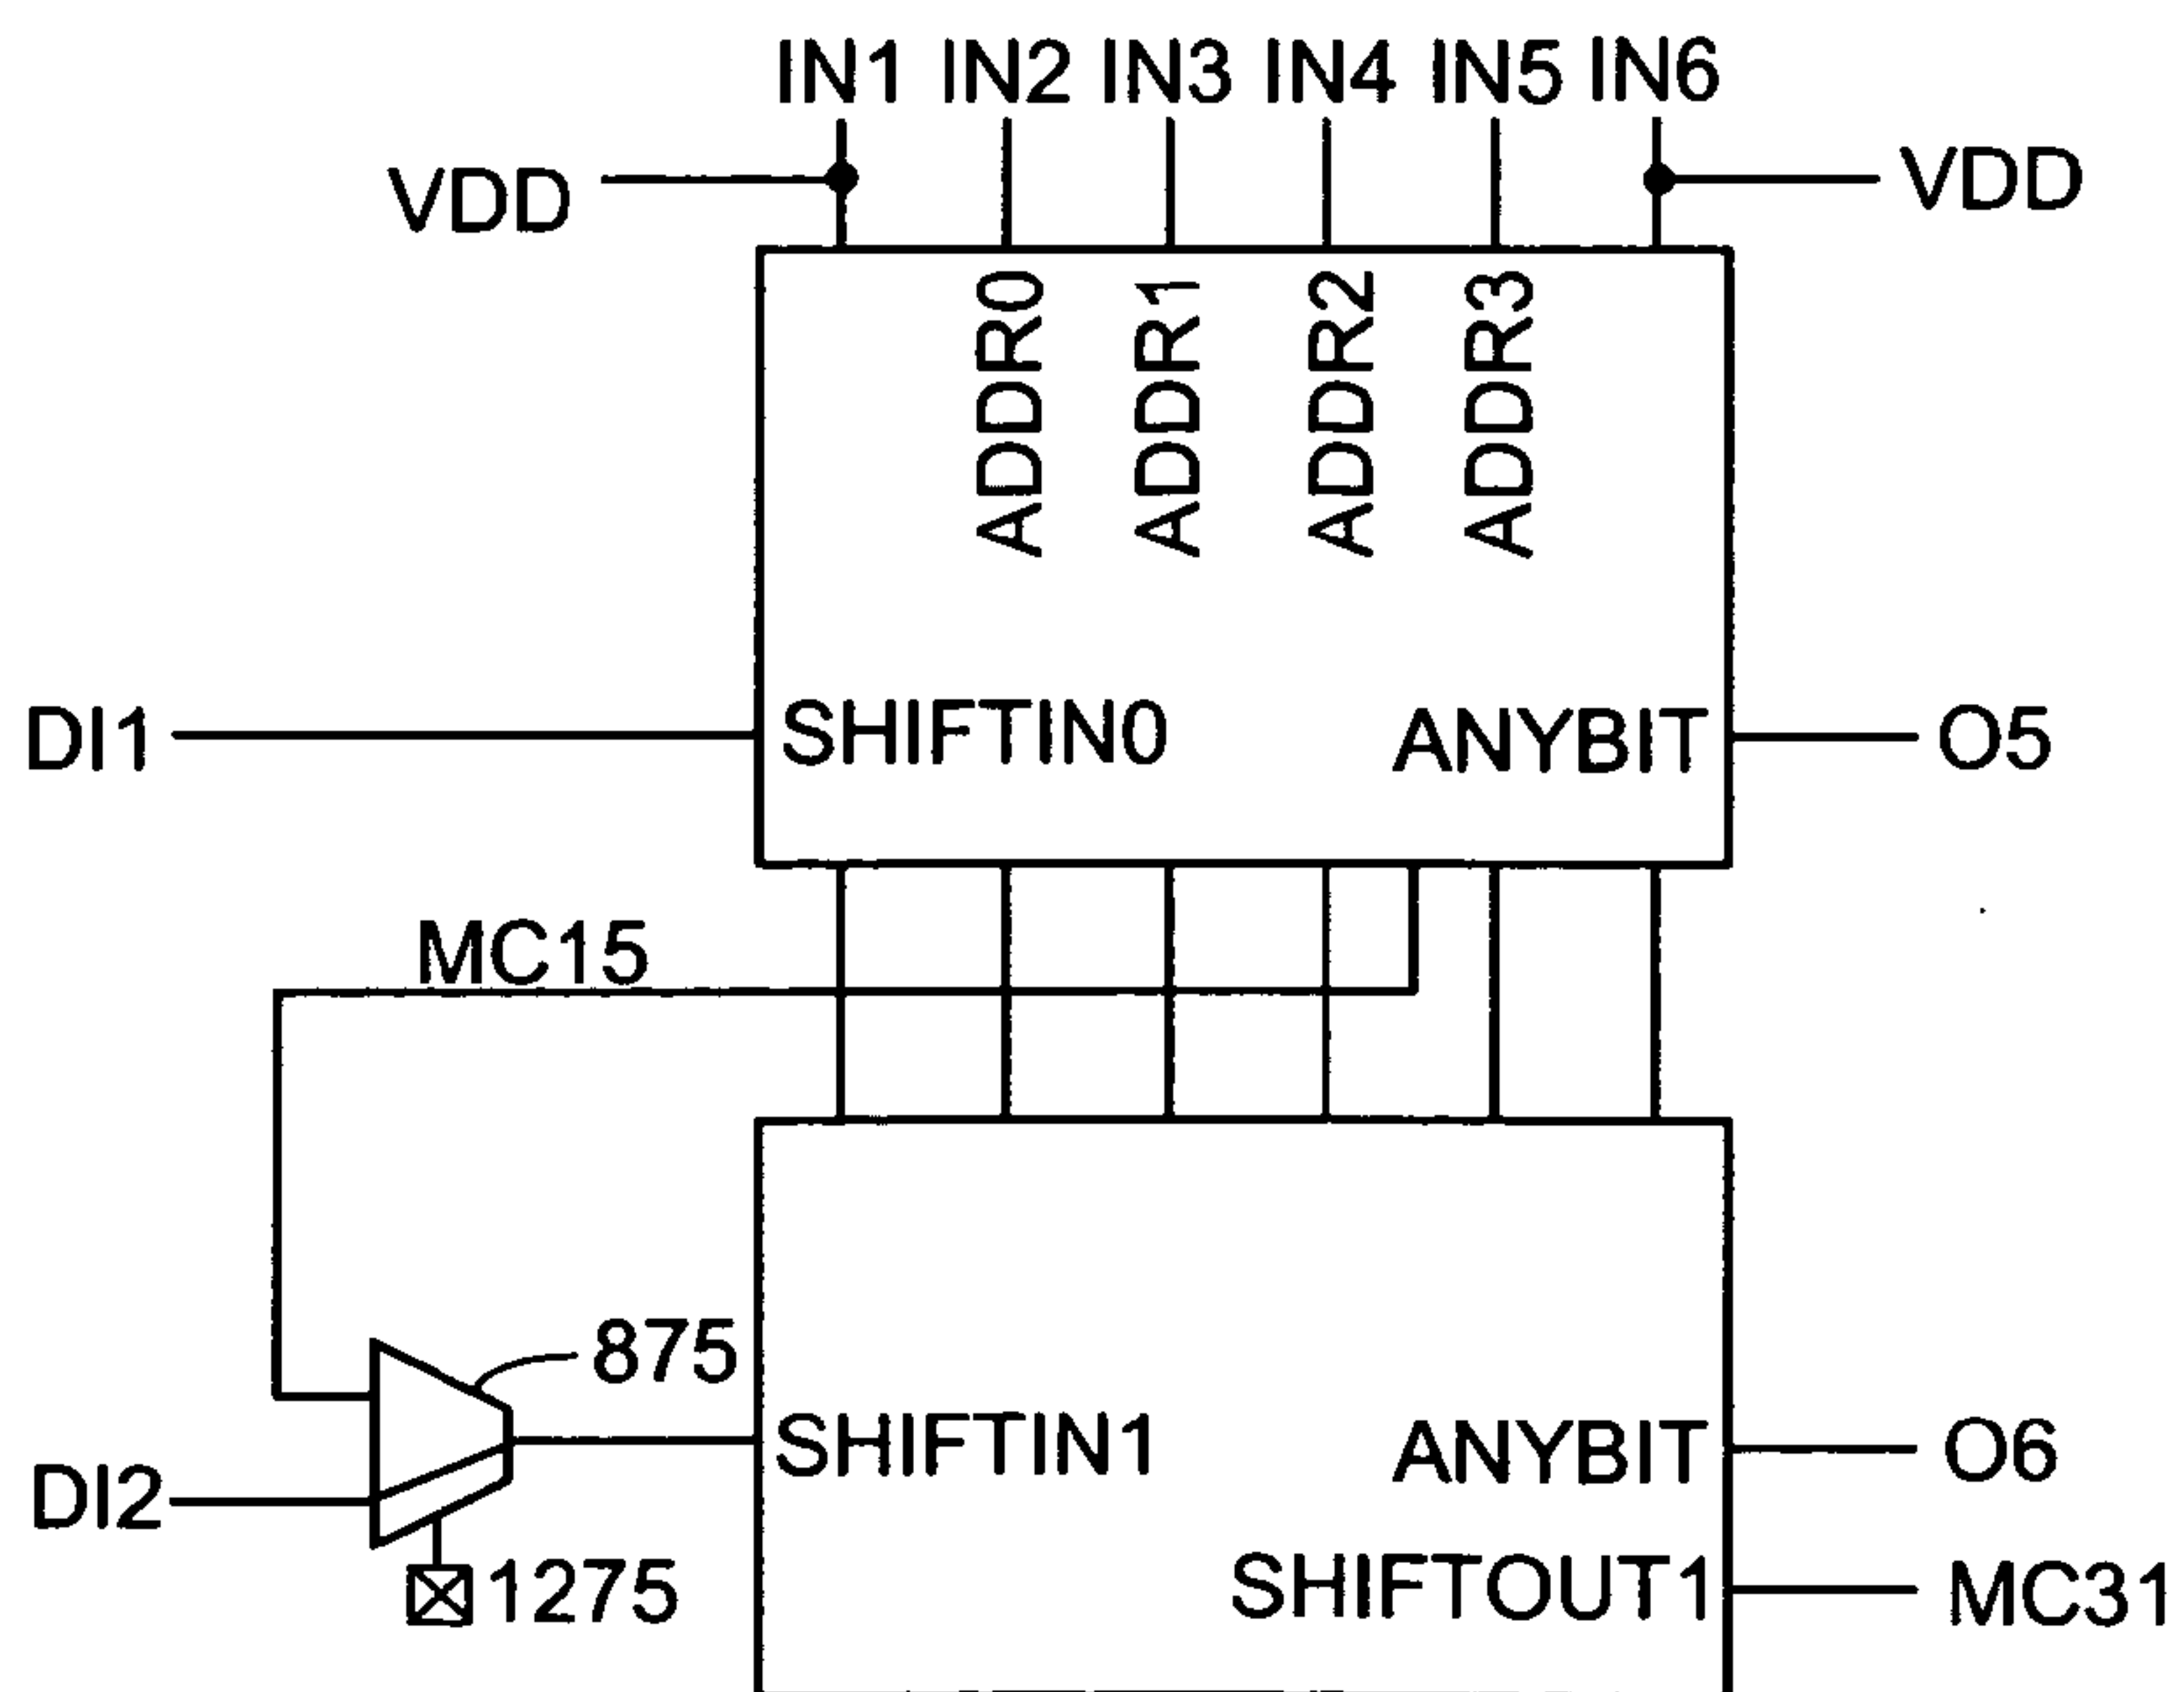 IN1 IN2 IN3 IN4 IN5 IN6
VDD
VDD
ADDR0
ADDR1
ADDR2
ADDR3
DI1
SHIFTIN0
ANYBIT
O5
MC15
875
SHIFTIN1
ANYBIT
O6
DI2
1275
SHIFTOUT1
MC31